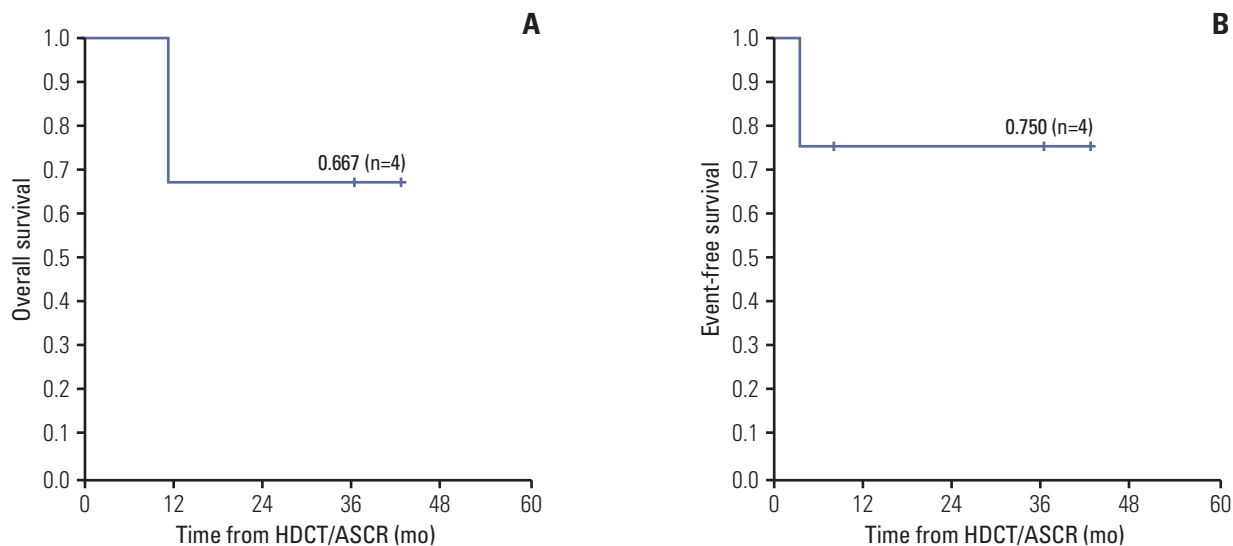 A
Overall survival
1.0
0.9
0.8
0.7
0.6
0.5
0.4
0.3
0.2
0.1
0.0
0.667 (n=4)
0 12 24 36 48 60
Time from HDCT/ASCR (mo)
B
Event-free survival
1.0
0.9
0.8
0.7
0.6
0.5
0.4
0.3
0.2
0.1
0.0
0.750 (n=4)
0 12 24 36 48 60
Time from HDCT/ASCR (mo)